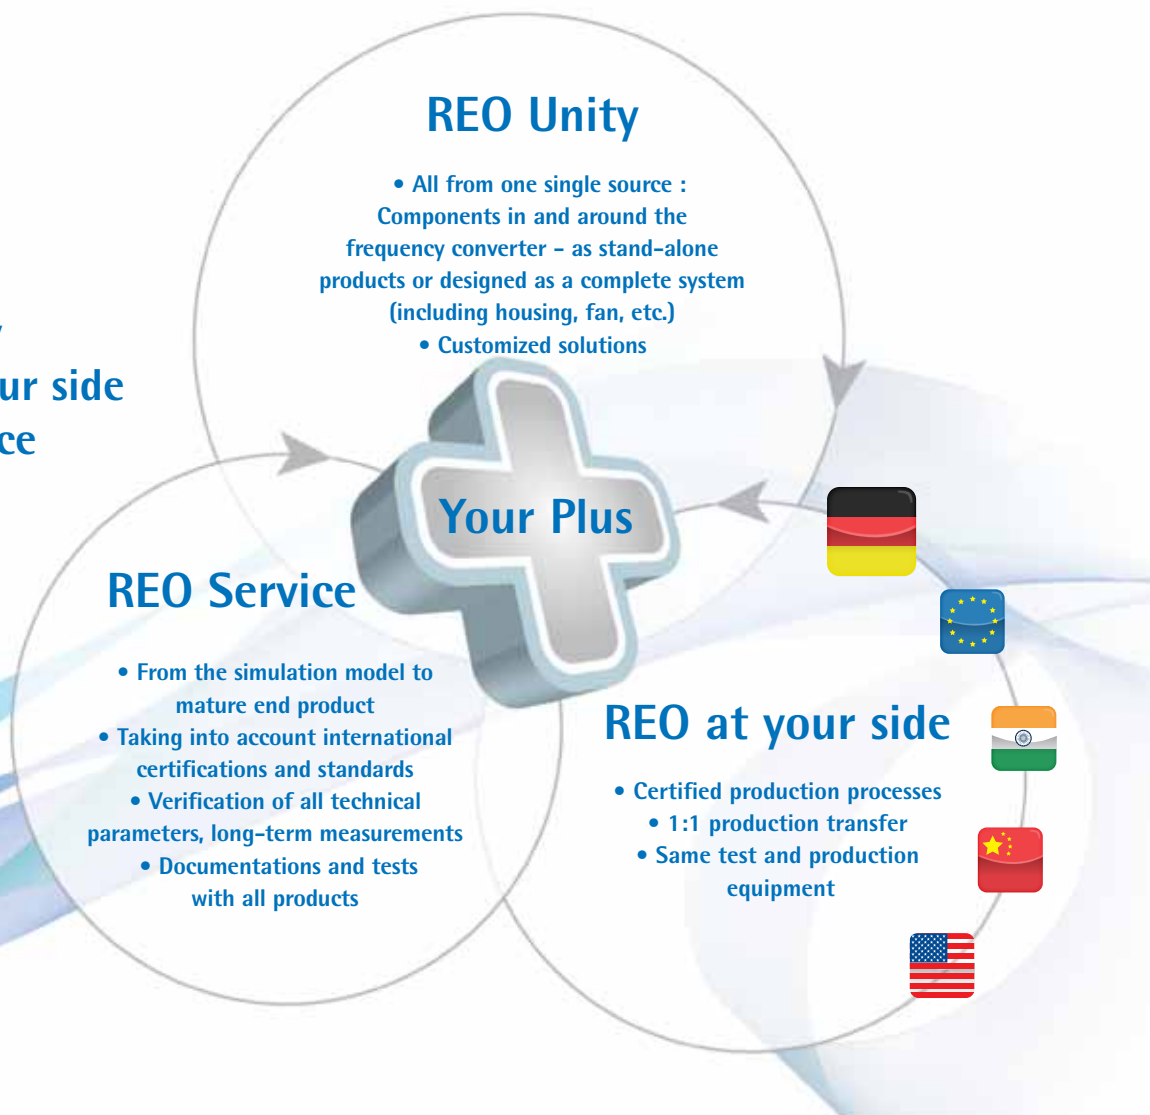 REO Unity
• All from one single source :
Components in and around the
frequency converter - as stand-alone
products or designed as a complete system
(including housing, fan, etc.)
• Customized solutions
side
Your Plus
REO Service
• From the simulation model to
mature end product
• Taking into account international
certifications and standards
• Verification of all technical
parameters, long-term measurements
• Documentations and tests
with all products
REO at your side
• Certified production processes
• 1:1 production transfer
• Same test and production
equipment